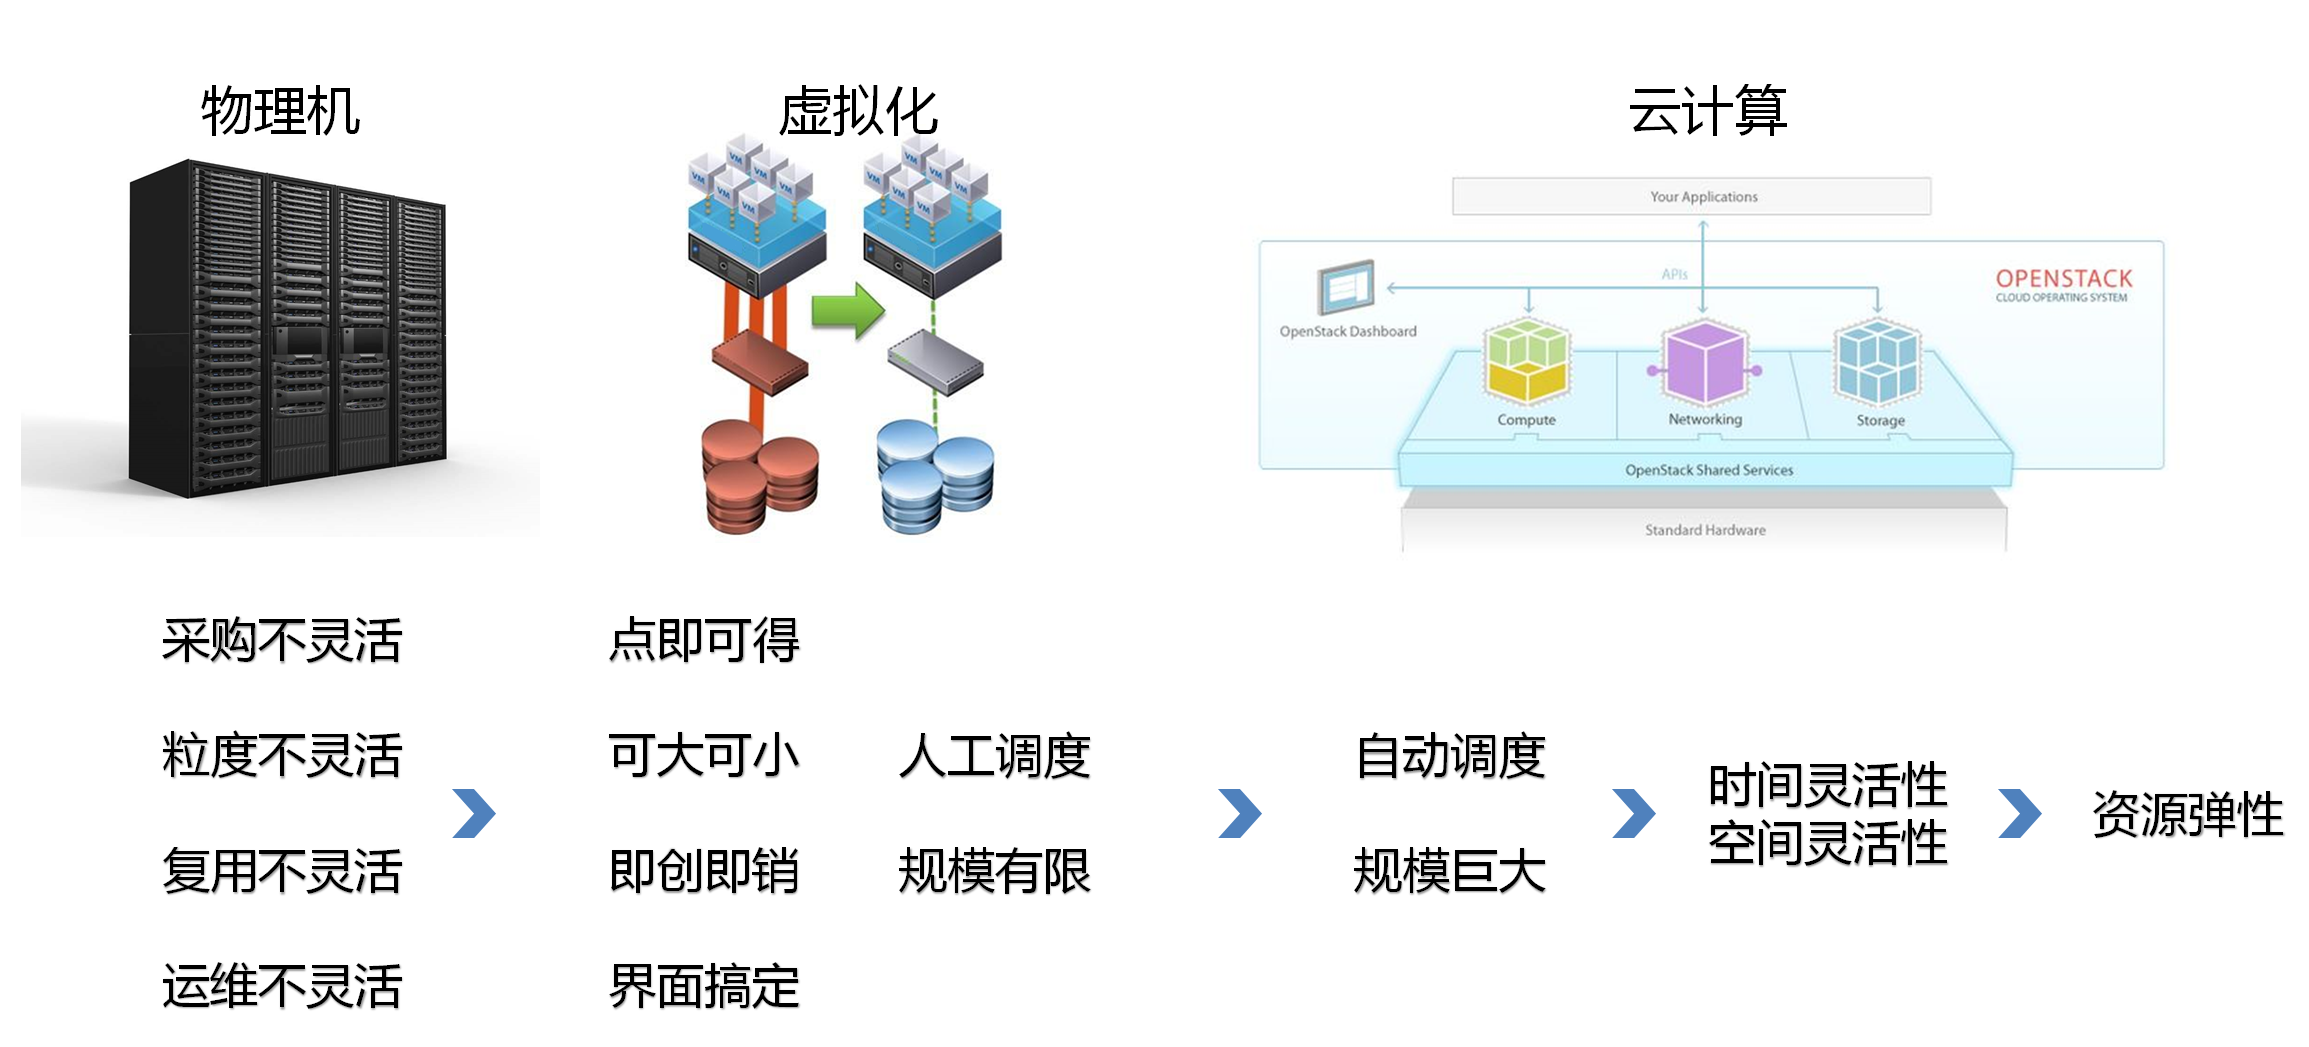 物理机
虚拟化
云计算
VM
VM
VM
VM
VM
VM
VM
VM
VM
VM
VM
VM
Your Applications
APIs
OPENSTACK
CLOUD OPERATING SYSTEM
OpenStack Dashboard
Compute
Networking
Storage
OpenStack Shared Services
Standard Hardware
采购不灵活
粒度不灵活
复用不灵活
运维不灵活
点即可得
可大可小
即创即销
界面搞定
人工调度
规模有限
自动调度
规模巨大
时间灵活性
空间灵活性
资源弹性